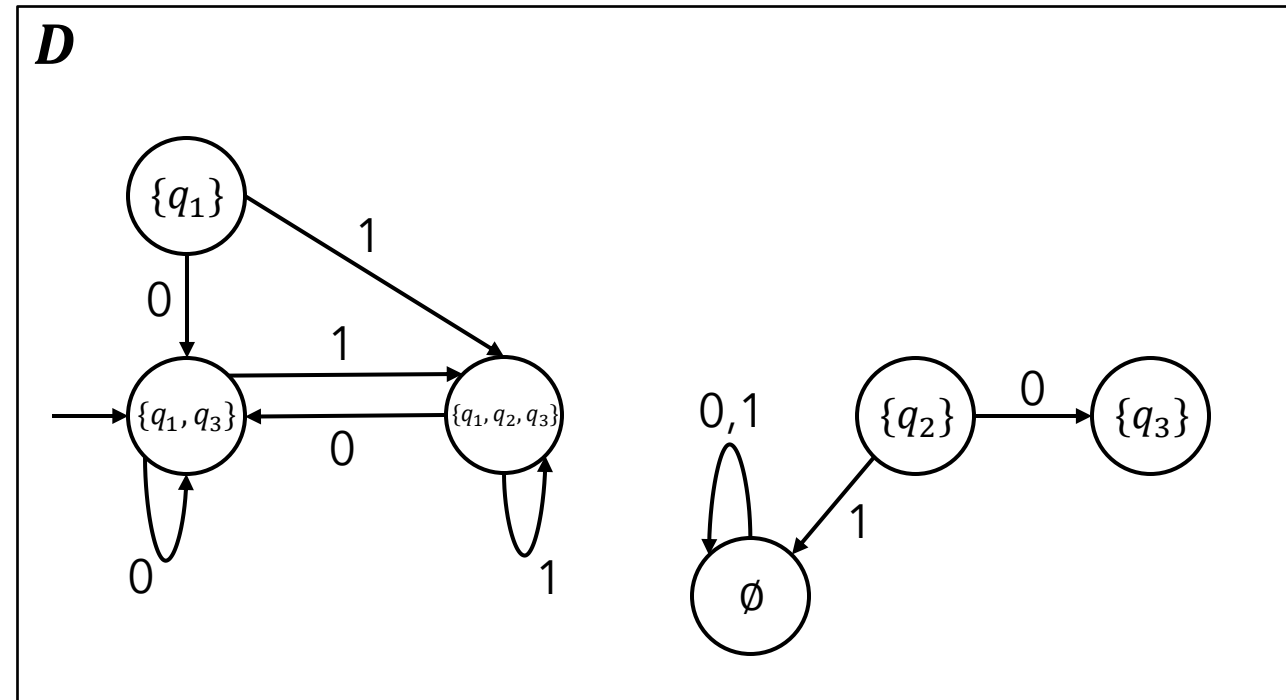 D
{q₁}
1
0
1
{q₁, q₃}
{q₁, q₂, q₃}
0
0
1
0,1
{q₂}
0
{q₃}
1
∅